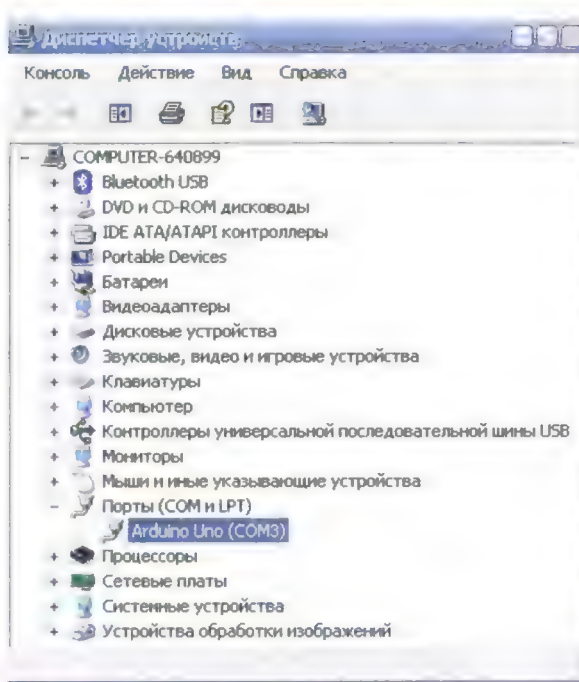 Диспетчер устройств
Консоль Действие Вид Справка
COMPUTER-640899
Bluetooth USB
DVD и CD-ROM дисководы
IDE ATA/ATAPI контроллеры
Portable Devices
Батареи
Видеоадаптеры
Дисковые устройства
Звуковые, видео и игровые устройства
Клавиатуры
Компьютер
Контроллеры универсальной последовательной шины USB
Мониторы
Мыши и иные указывающие устройства
Порты (COM и LPT)
Arduino Uno (COM3)
Процессоры
Сетевые платы
Системные устройства
Устройства обработки изображений